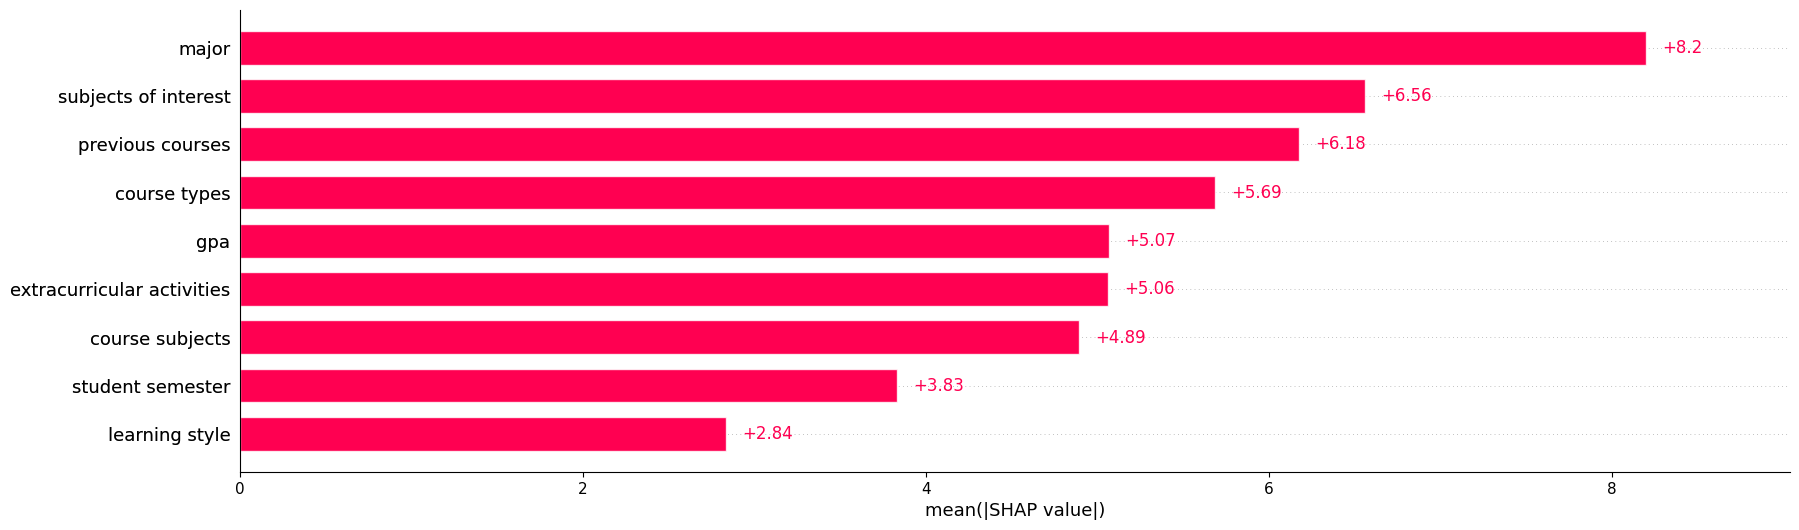 major +8.2
subjects of interest +6.56
previous courses +6.18
course types +5.69
gpa +5.07
extracurricular activities +5.06
course subjects +4.89
student semester +3.83
learning style +2.84
0 2 4 6 8
mean(|SHAP value|)